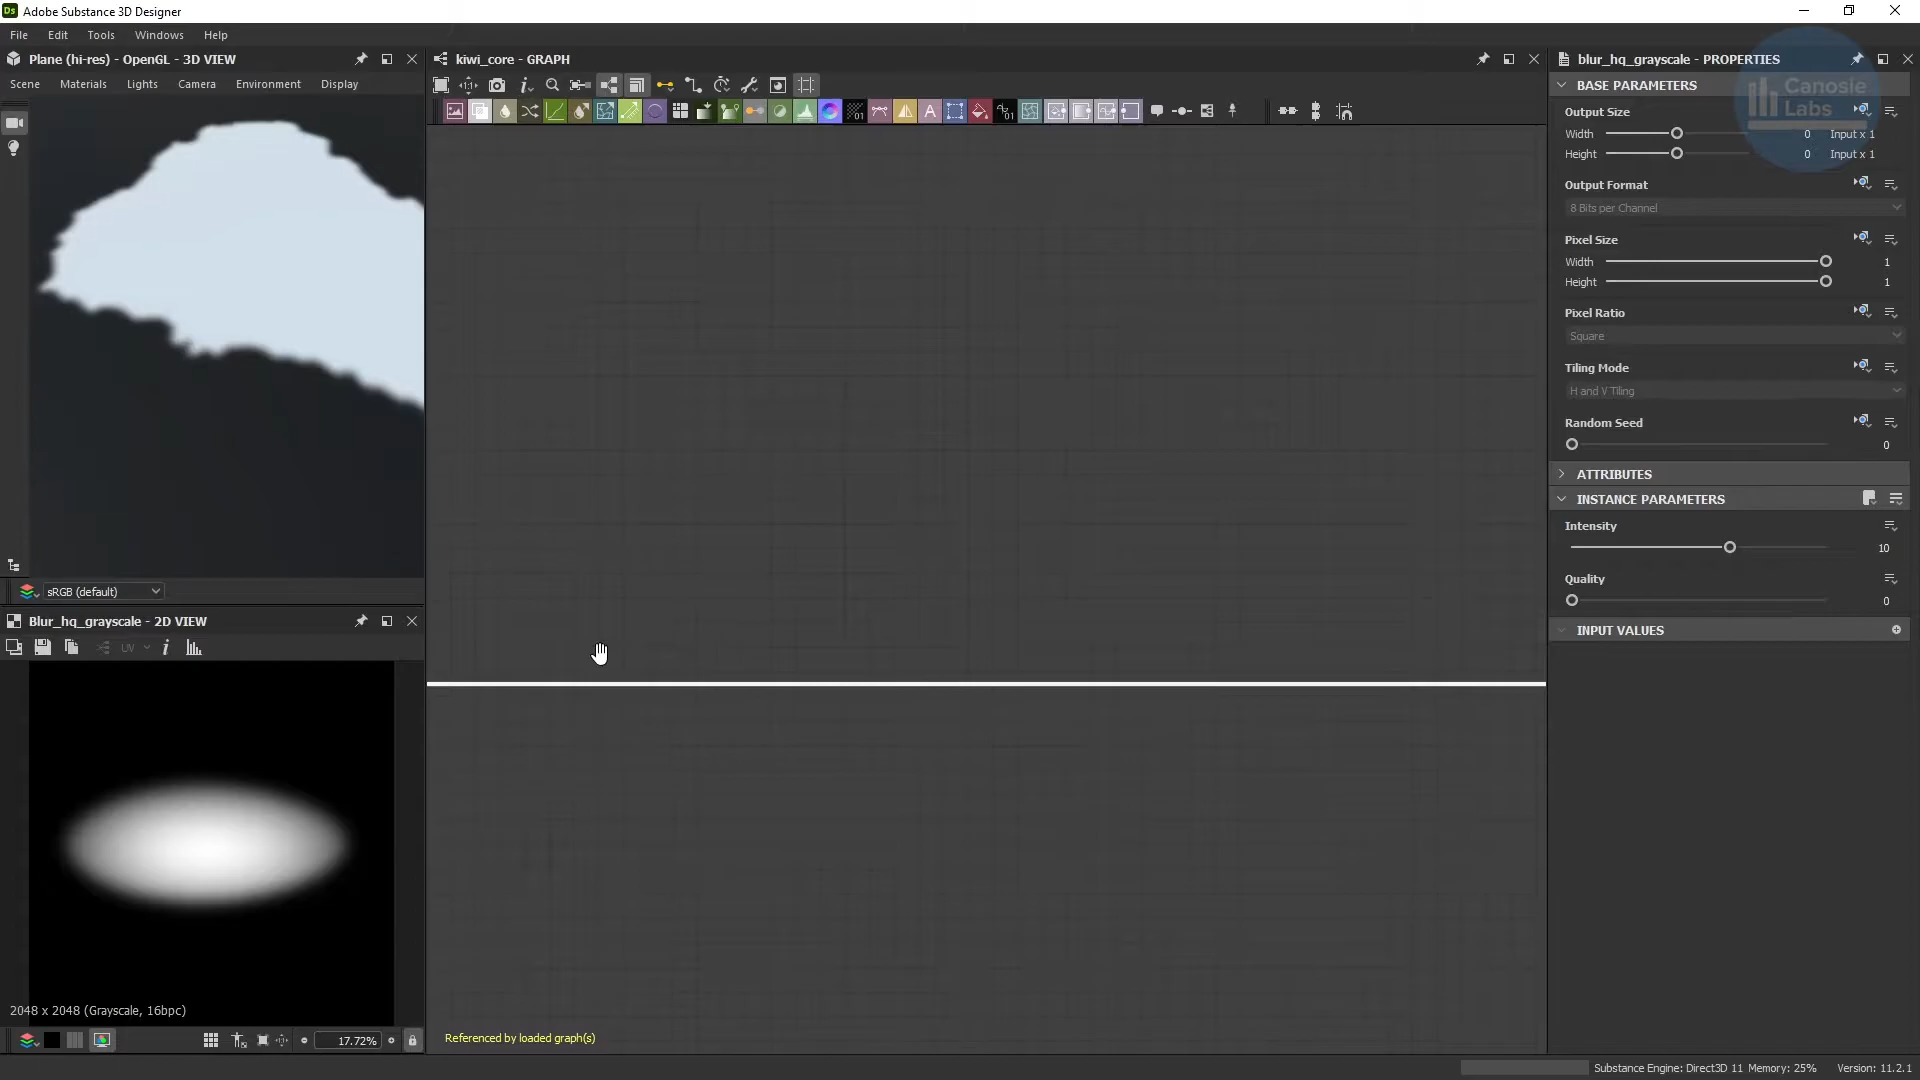 Adobe Substance 3D Designer
File Edit Tools Windows Help
Plane (hi-res) - OpenGL - 3D VIEW
Scene Materials Lights Camera Environment Display
sRGB (default)
Blur_hq_grayscale - 2D VIEW
UV
2048 x 2048 (Grayscale, 16bpc)
17.72%
kiwi_core - GRAPH
Referenced by loaded graph(s)
blur_hq_grayscale - PROPERTIES
BASE PARAMETERS
Canosie
Labs
Output Size
Width 0 Input x 1
Height 0 Input x 1
Output Format
8 Bits per Channel
Pixel Size
Width 1
Height 1
Pixel Ratio
Square
Tiling Mode
H and V Tiling
Random Seed
0
ATTRIBUTES
INSTANCE PARAMETERS
Intensity
10
Quality
0
INPUT VALUES
Substance Engine: Direct3D 11 Memory: 25% Version: 11.2.1